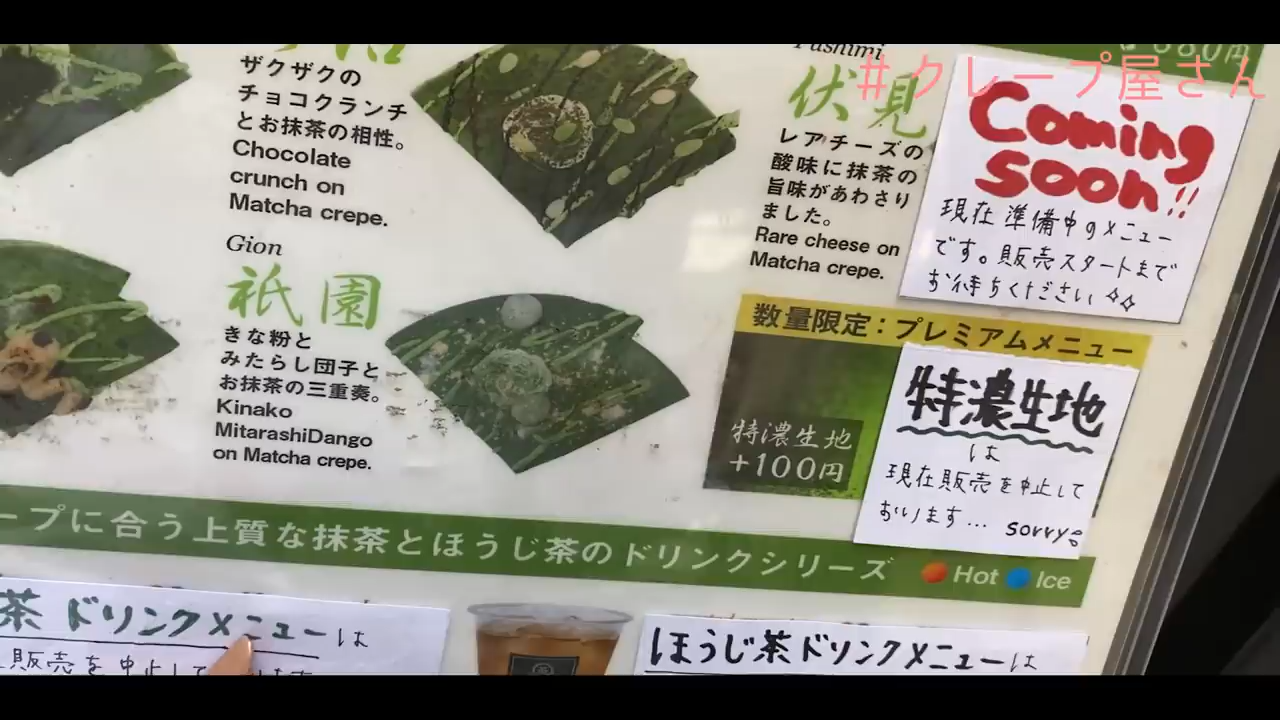 #クレープ屋さん
ザクザクの
チョコクランチ
とお抹茶の相性。
Chocolate
crunch on
Matcha crepe.
Fushimi
伏見
レアチーズの
酸味に抹茶の
旨味があわさり
ました。
Rare cheese on
Matcha crepe.
Coming
soon!!
現在準備中のメニュー
です。販売スタートまで
お待ちください
Gion
祇園
きな粉と
みたらし団子と
お抹茶の三重奏。
Kinako
MitarashiDango
on Matcha crepe.
数量限定：プレミアムメニュー
特濃生地
+100円
特濃生地
は
現在販売を中止して
おります… sorry。
ープに合う上質な抹茶とほうじ茶のドリンクシリーズ
Hot Ice
茶 ドリンクメニューは
販売を中止して
ほうじ茶ドリンクメニューは